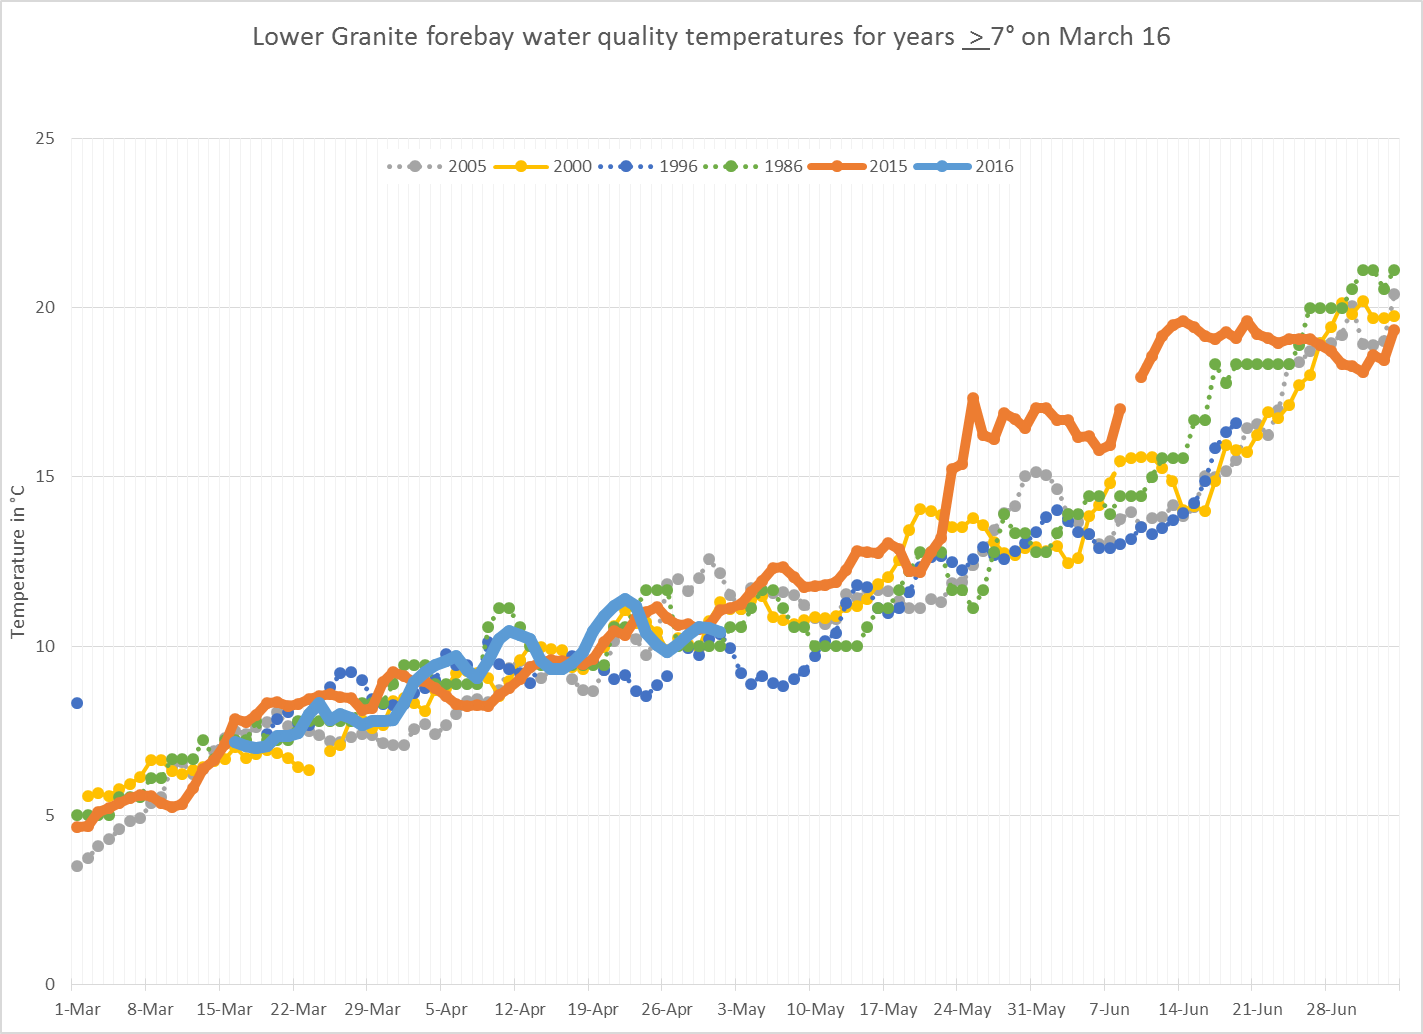 Lower Granite forebay water quality temperatures for years > 7° on March 16
25
2005 2000 1996 1986 2015 2016
20
15
10
5
0
Temperature in °C
1-Mar 8-Mar 15-Mar 22-Mar 29-Mar 5-Apr 12-Apr 19-Apr 26-Apr 3-May 10-May 17-May 24-May 31-May 7-Jun 14-Jun 21-Jun 28-Jun